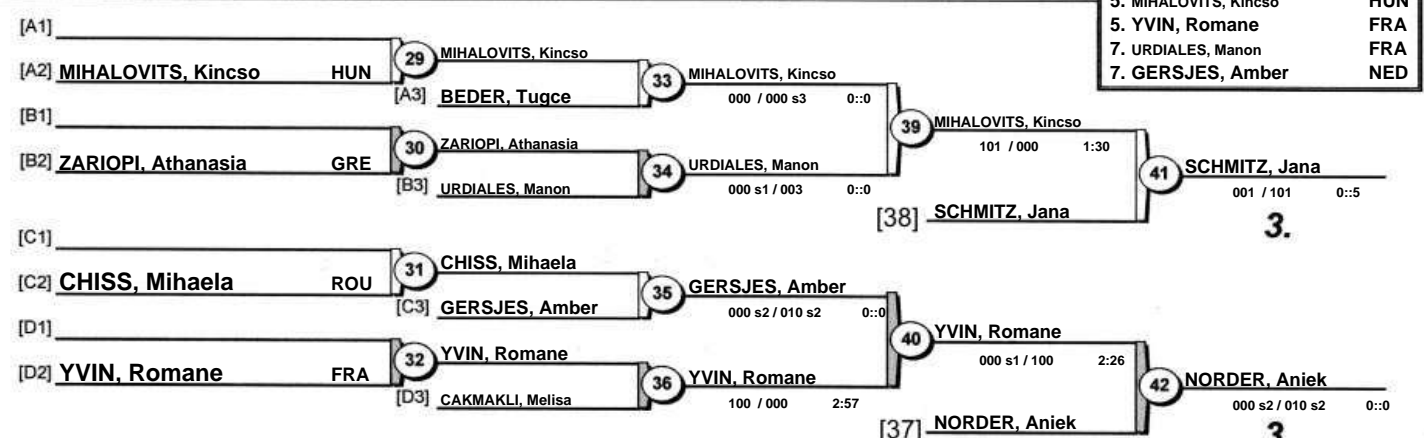 5. MIHALOVITS, Kincso HUN
5. YVIN, Romane FRA
7. URDIALES, Manon FRA
7. GERSJES, Amber NED
[A1]
[A2] MIHALOVITS, Kincso HUN
29 MIHALOVITS, Kincso
[A3] BEDER, Tugce
33 MIHALOVITS, Kincso
000 / 000 s3 0::0
[B1]
[B2] ZARIOPI, Athanasia GRE
30 ZARIOPI, Athanasia
[B3] URDIALES, Manon
34 URDIALES, Manon
000 s1 / 003 0::0
39 MIHALOVITS, Kincso
101 / 000 1:30
[38] SCHMITZ, Jana
41 SCHMITZ, Jana
001 / 101 0::5
3.
[C1]
[C2] CHISS, Mihaela ROU
31 CHISS, Mihaela
[C3] GERSJES, Amber
35 GERSJES, Amber
000 s2 / 010 s2 0::0
[D1]
[D2] YVIN, Romane FRA
32 YVIN, Romane
[D3] CAKMAKLI, Melisa
36 YVIN, Romane
100 / 000 2:57
40 YVIN, Romane
000 s1 / 100 2:26
[37] NORDER, Aniek
42 NORDER, Aniek
000 s2 / 010 s2 0::0
3